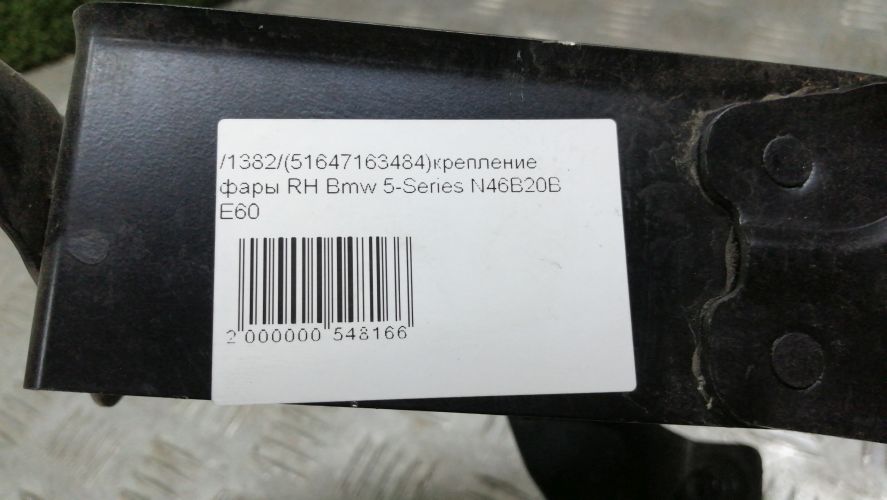 /1382/(51647163484)крепление
фары RH Bmw 5-Series N46B20B
E60
2 000000 548166